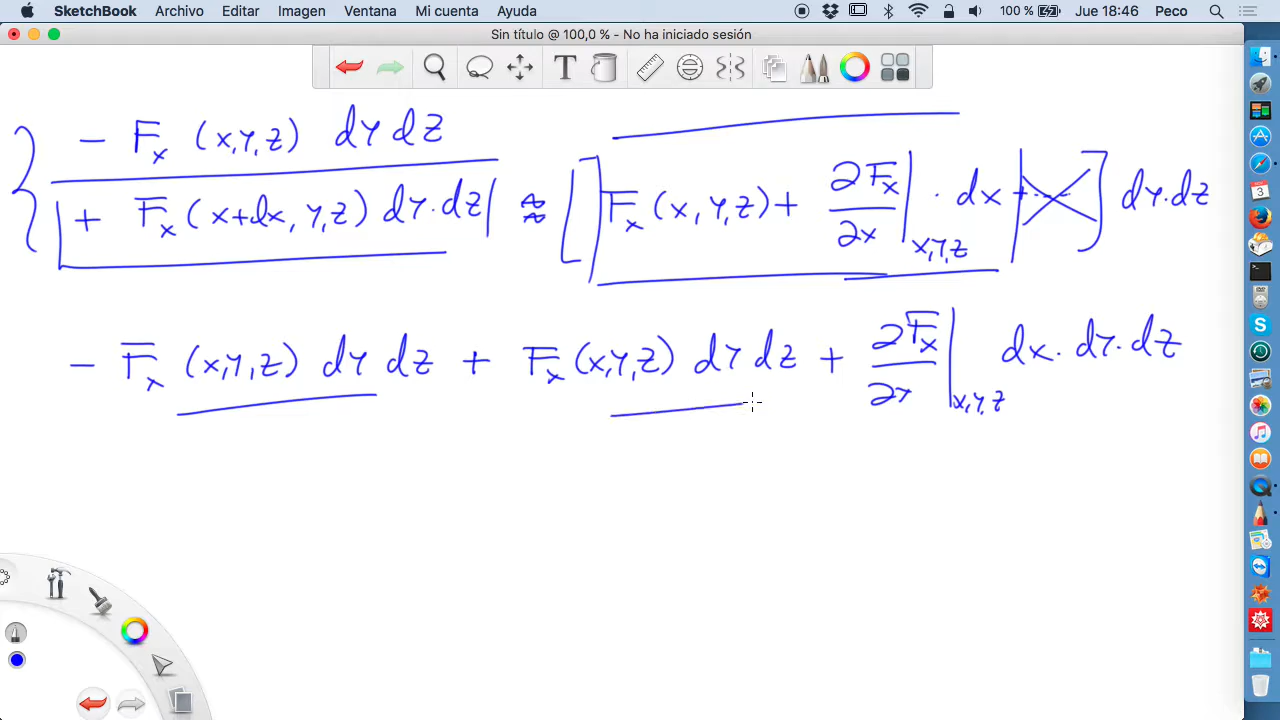 SketchBook Archivo Editar Imagen Ventana Mi cuenta Ayuda 100 % Jue 18:46 Peco
Sin título @ 100,0 % - No ha iniciado sesión
− Fx (x,y,z) dy dz
+ Fx (x+dx, y,z) dy·dz ≈ [ Fx (x,y,z) + ∂Fx/∂x |x,y,z · dx + ··· ] dy·dz
− Fx (x,y,z) dy dz + Fx (x,y,z) dy dz + ∂Fx/∂x |x,y,z dx·dy·dz